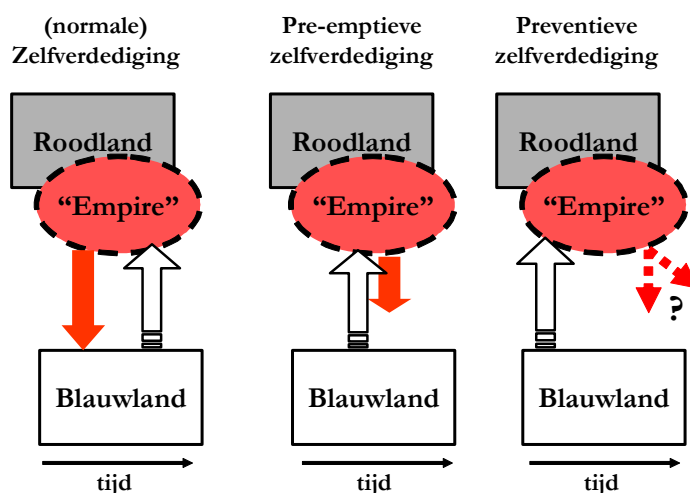 (normale)
Zelfverdediging
Pre-emptieve
zelfverdediging
Preventieve
zelfverdediging
Roodland
Roodland
Roodland
“Empire”
“Empire”
“Empire”
?
Blauwland
Blauwland
Blauwland
tijd
tijd
tijd